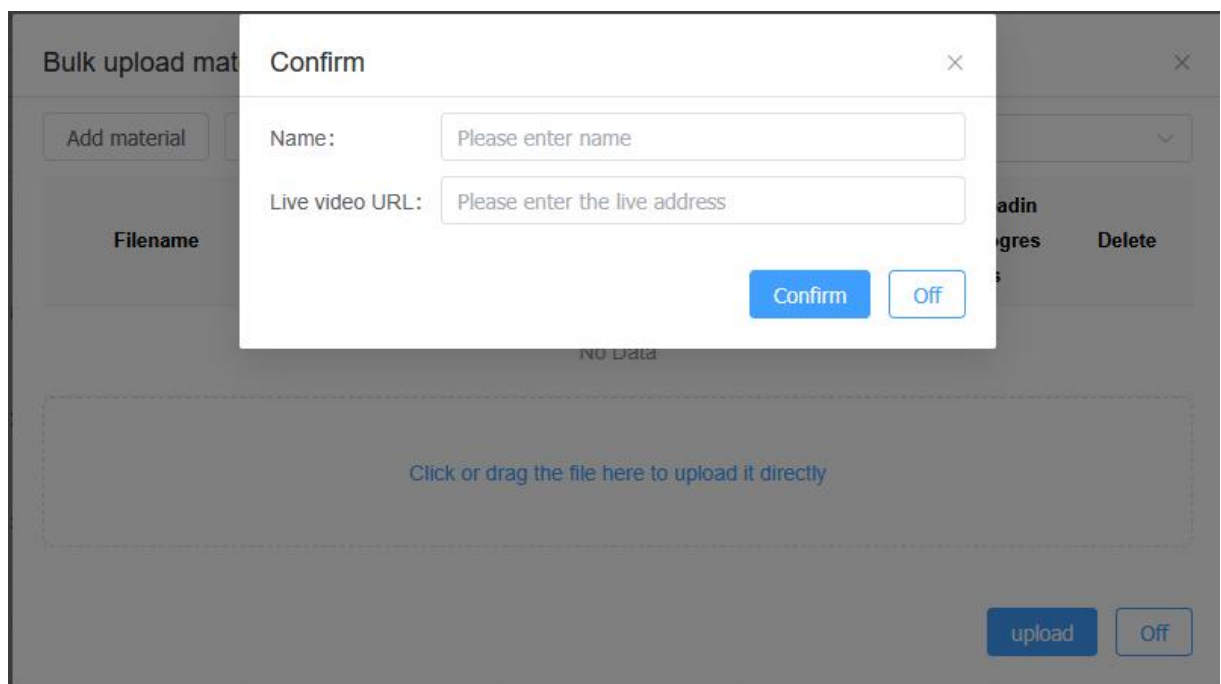 Bulk upload mat
Confirm
Add material
Name:
Please enter name
Live video URL:
Please enter the live address
Filename
adin
gres
s
Delete
Confirm
Off
No Data
Click or drag the file here to upload it directly
upload
Off